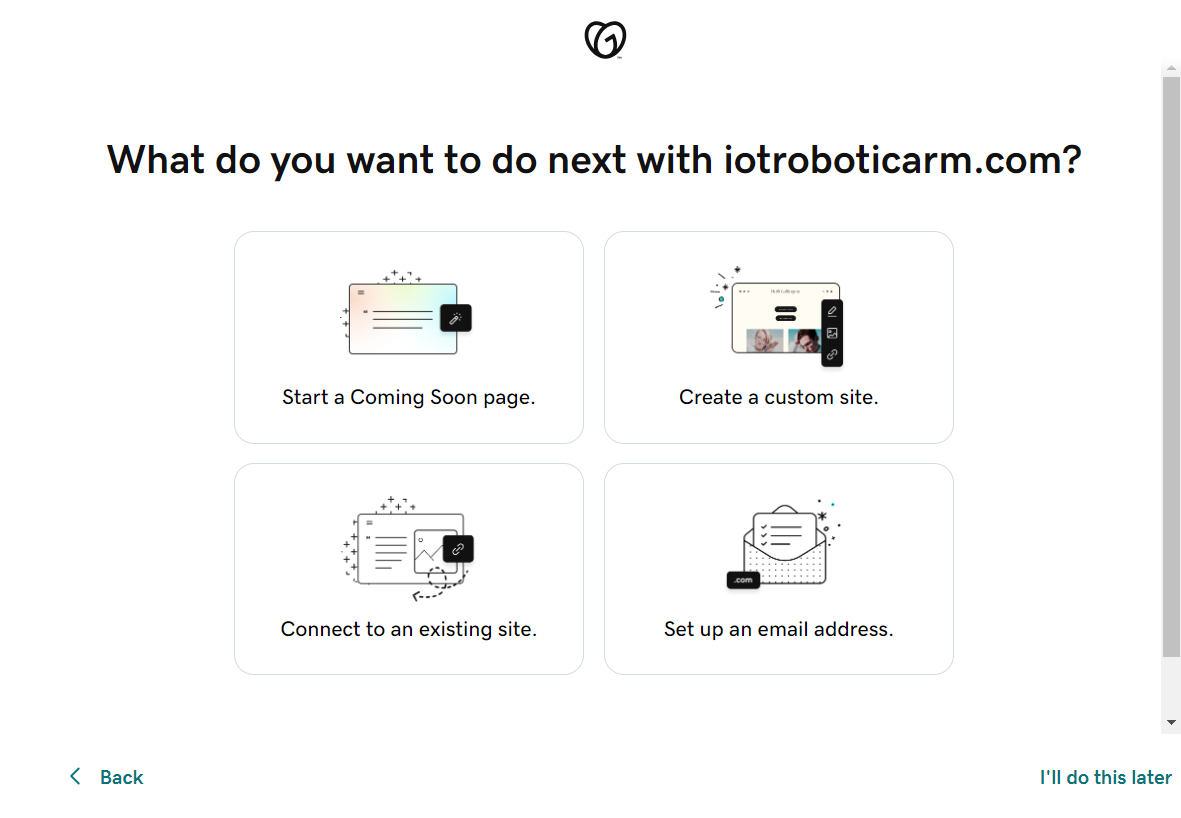 What do you want to do next with iotroboticarm.com?
Start a Coming Soon page.
Create a custom site.
Connect to an existing site.
.com
Set up an email address.
Back
I'll do this later